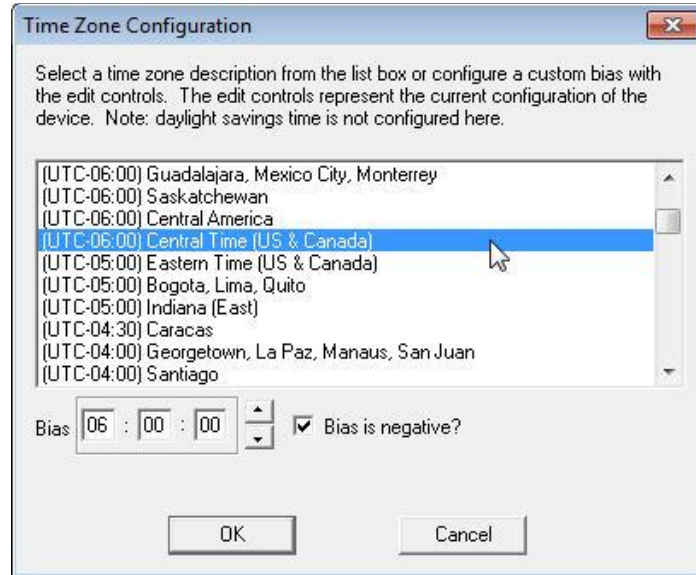 Time Zone Configuration
Select a time zone description from the list box or configure a custom bias with
the edit controls.  The edit controls represent the current configuration of the
device.  Note: daylight savings time is not configured here.
(UTC-06:00) Guadalajara, Mexico City, Monterrey
(UTC-06:00) Saskatchewan
(UTC-06:00) Central America
(UTC-06:00) Central Time (US & Canada)
(UTC-05:00) Eastern Time (US & Canada)
(UTC-05:00) Bogota, Lima, Quito
(UTC-05:00) Indiana (East)
(UTC-04:30) Caracas
(UTC-04:00) Georgetown, La Paz, Manaus, San Juan
(UTC-04:00) Santiago
Bias 06 : 00 : 00 Bias is negative?
OK Cancel